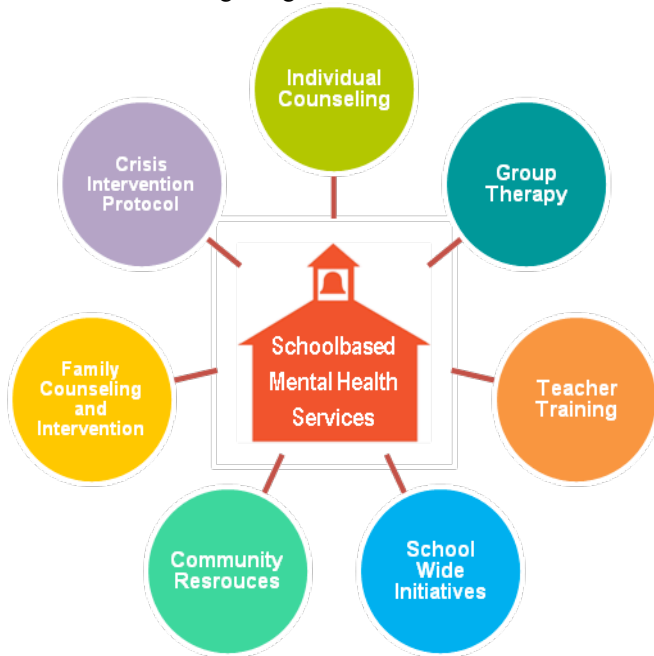 Individual
Counseling
Group
Therapy
Teacher
Training
School
Wide
Initiatives
Community
Resrouces
Family
Counseling
and
Intervention
Crisis
Intervention
Protocol
Schoolbased
Mental Health
Services